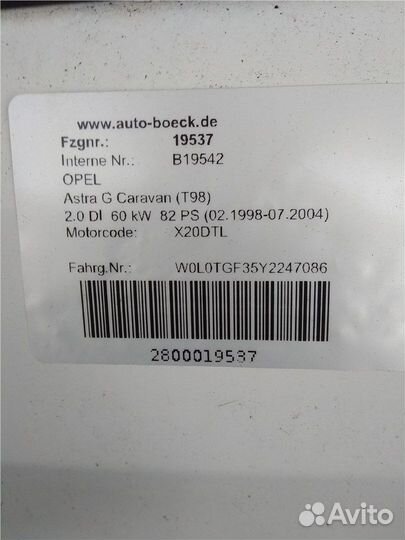 www.auto-boeck.de
Fzgnr.: 19537
Interne Nr.: B19542
OPEL
Astra G Caravan (T98)
2.0 DI 60 kW 82 PS (02.1998-07.2004)
Motorcode: X20DTL
Fahrg.Nr.: W0L0TGF35Y2247086
2800019537
Avito